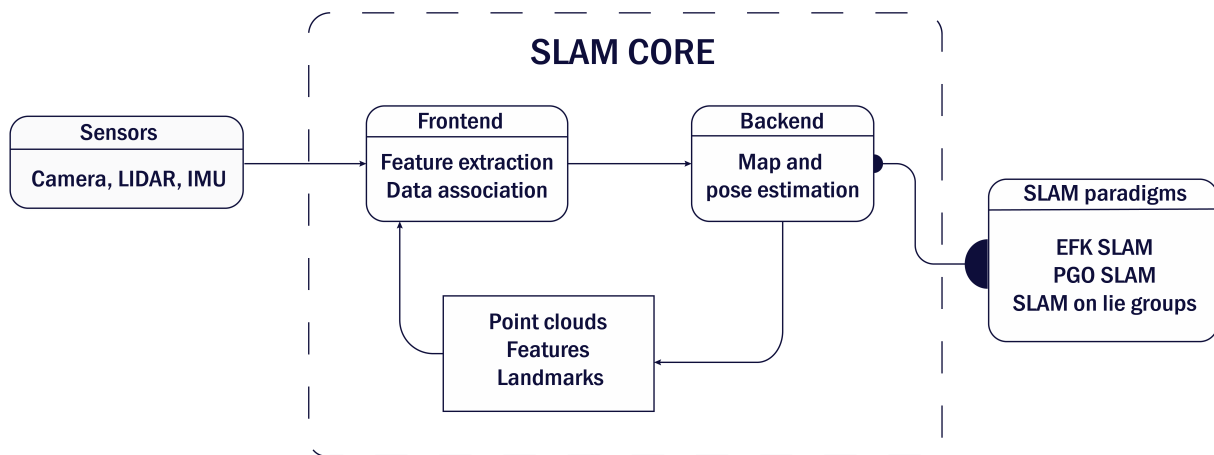 SLAM CORE
Sensors
Camera, LIDAR, IMU
Frontend
Feature extraction
Data association
Backend
Map and
pose estimation
Point clouds
Features
Landmarks
SLAM paradigms
EFK SLAM
PGO SLAM
SLAM on lie groups